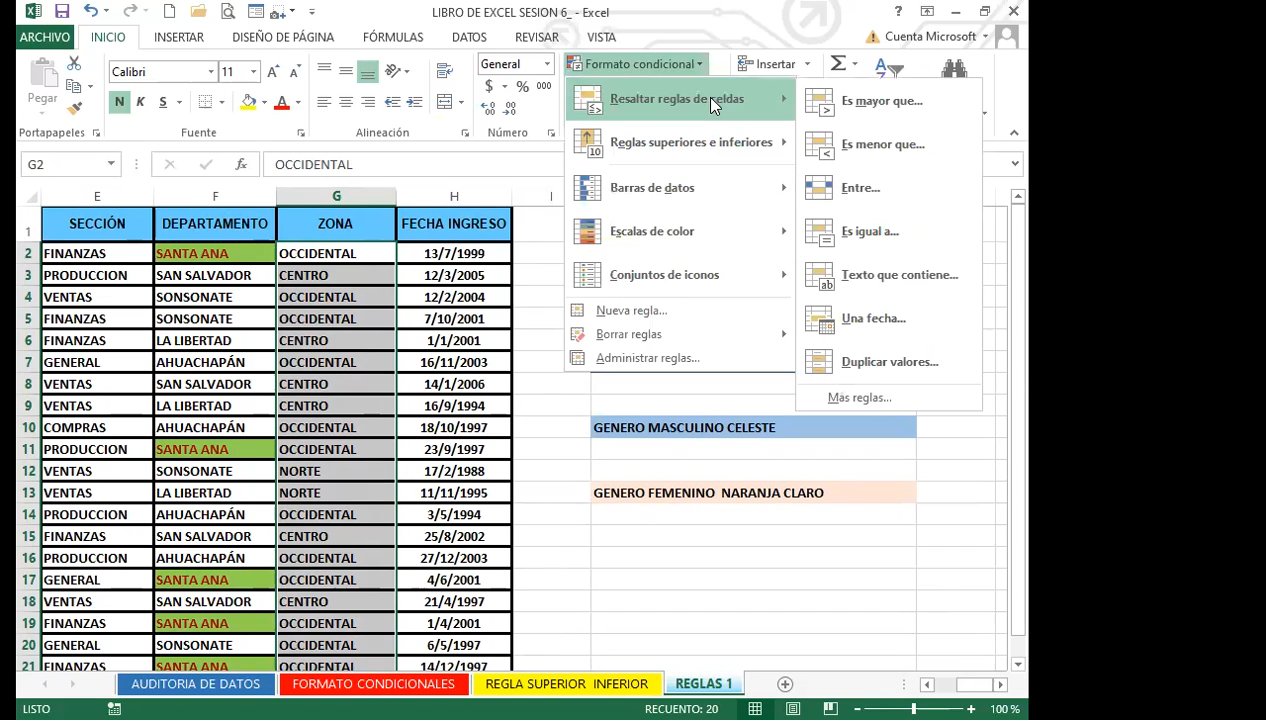 LIBRO DE EXCEL SESION 6_ - Excel
ARCHIVO INICIO INSERTAR DISEÑO DE PÁGINA FÓRMULAS DATOS REVISAR VISTA Cuenta Microsoft
Pegar
Calibri 11
N K S
General
$ % 000
Formato condicional
Insertar
Portapapeles Fuente Alineación Número
Resaltar reglas de celdas
Reglas superiores e inferiores
Barras de datos
Escalas de color
Conjuntos de iconos
Nueva regla...
Borrar reglas
Administrar reglas...
Es mayor que...
Es menor que...
Entre...
Es igual a...
Texto que contiene...
Una fecha...
Duplicar valores...
Más reglas...
G2 OCCIDENTAL
E F G H I
1 SECCIÓN DEPARTAMENTO ZONA FECHA INGRESO
2 FINANZAS SANTA ANA OCCIDENTAL 13/7/1999
3 PRODUCCION SAN SALVADOR CENTRO 12/3/2005
4 VENTAS SONSONATE OCCIDENTAL 12/2/2004
5 FINANZAS SONSONATE OCCIDENTAL 7/10/2001
6 FINANZAS LA LIBERTAD CENTRO 1/1/2001
7 GENERAL AHUACHAPÁN OCCIDENTAL 16/11/2003
8 VENTAS SAN SALVADOR CENTRO 14/1/2006
9 VENTAS LA LIBERTAD CENTRO 16/9/1994
10 COMPRAS AHUACHAPÁN OCCIDENTAL 18/10/1997 GENERO MASCULINO CELESTE
11 PRODUCCION SANTA ANA OCCIDENTAL 23/9/1997
12 VENTAS SONSONATE NORTE 17/2/1988
13 VENTAS LA LIBERTAD NORTE 11/11/1995 GENERO FEMENINO NARANJA CLARO
14 PRODUCCION AHUACHAPÁN OCCIDENTAL 3/5/1994
15 FINANZAS SAN SALVADOR CENTRO 25/8/2002
16 PRODUCCION AHUACHAPÁN OCCIDENTAL 27/12/2003
17 GENERAL SANTA ANA OCCIDENTAL 4/6/2001
18 VENTAS SAN SALVADOR CENTRO 21/4/1997
19 FINANZAS SANTA ANA OCCIDENTAL 1/4/2001
20 GENERAL SONSONATE OCCIDENTAL 6/5/1997
21 FINANZAS SANTA ANA OCCIDENTAL 14/12/1997
AUDITORIA DE DATOS FORMATO CONDICIONALES REGLA SUPERIOR INFERIOR REGLAS 1
LISTO RECUENTO: 20 100 %